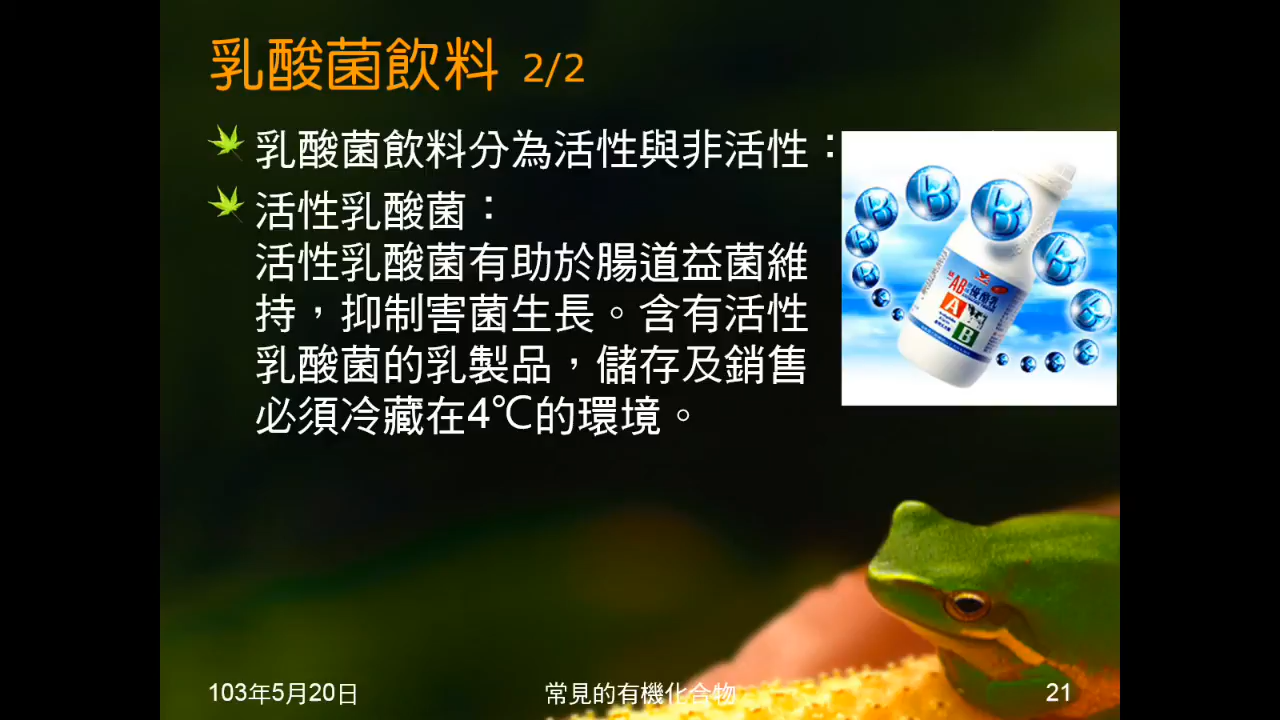 乳酸菌飲料 2/2
乳酸菌飲料分為活性與非活性：
活性乳酸菌：
活性乳酸菌有助於腸道益菌維
持，抑制害菌生長。含有活性
乳酸菌的乳製品，儲存及銷售
必須冷藏在4℃的環境。
AB
優酪乳
A
B
103年5月20日
常見的有機化合物
21